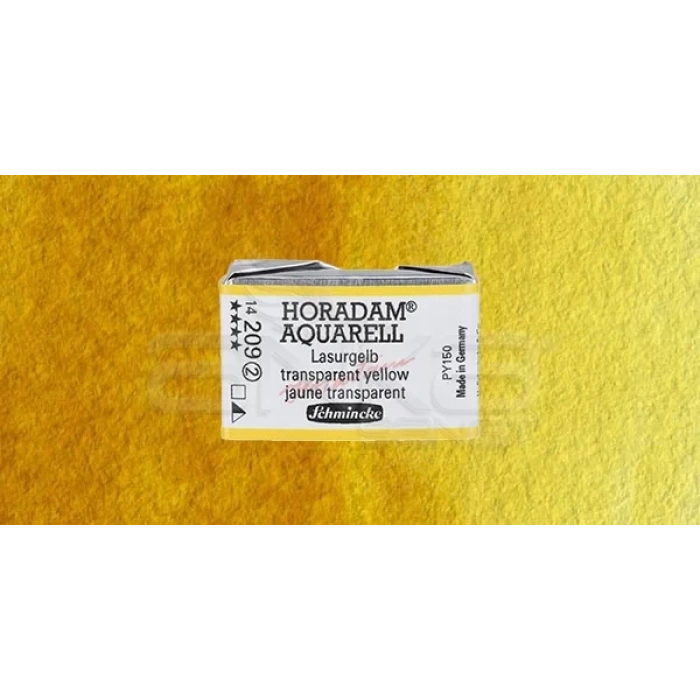 HORADAM®
AQUARELL
Lasurgelb
transparent yellow
jaune transparent
Schmincke
14 209 2
★★★★
PY150
Made in Germany